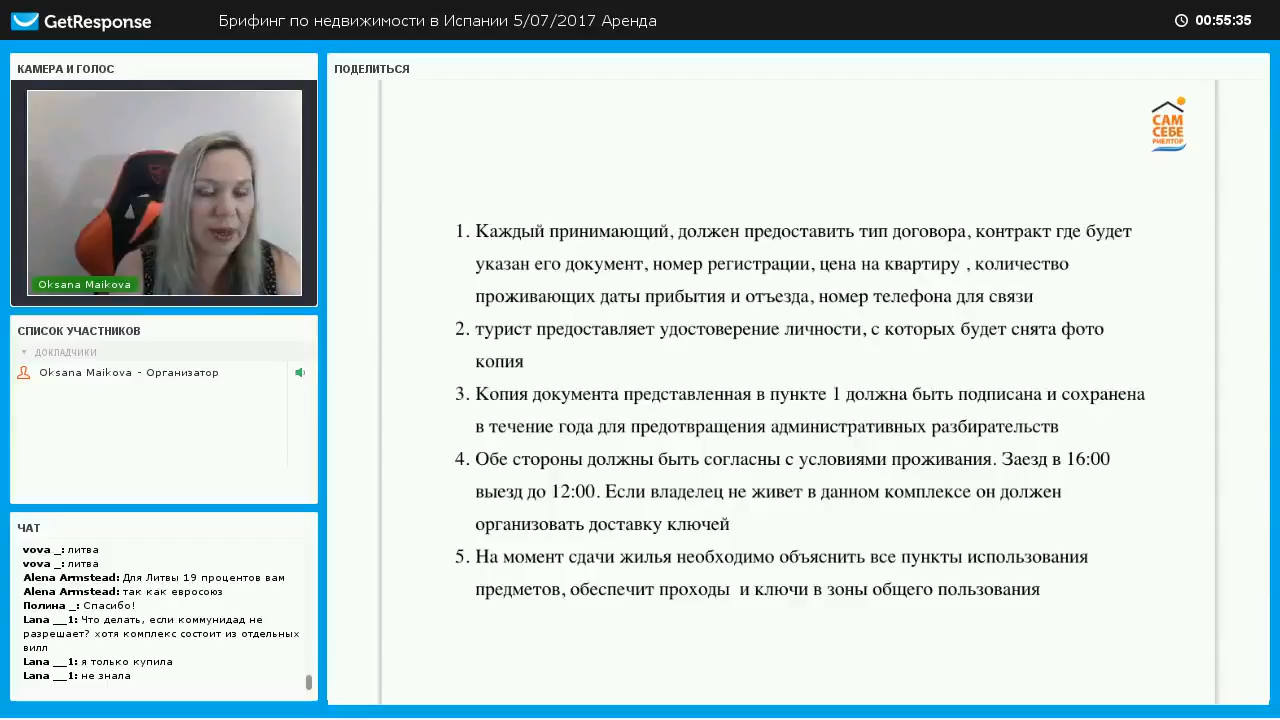 GetResponse
Брифинг по недвижимости в Испании 5/07/2017 Аренда
00:55:35
КАМЕРА И ГОЛОС
Oksana Maikova
СПИСОК УЧАСТНИКОВ
ДОКЛАДЧИКИ
Oksana Maikova - Организатор
ЧАТ
vova _: литва
vova _: литва
Alena Armstead: Для Литвы 19 процентов вам
Alena Armstead: так как евросоюз
Полина _: Спасибо!
Lana __1: Что делать, если коммунидад не
разрешает? хотя комплекс состоит из отдельных
вилл
Lana __1: я только купила
Lana __1: не знала
ПОДЕЛИТЬСЯ
САМ
СЕБЕ
РИЕЛТОР
1. Каждый принимающий, должен предоставить тип договора, контракт где будет
указан его документ, номер регистрации, цена на квартиру , количество
проживающих даты прибытия и отъезда, номер телефона для связи
2. турист предоставляет удостоверение личности, с которых будет снята фото
копия
3. Копия документа представленная в пункте 1 должна быть подписана и сохранена
в течение года для предотвращения административных разбирательств
4. Обе стороны должны быть согласны с условиями проживания. Заезд в 16:00
выезд до 12:00. Если владелец не живет в данном комплексе он должен
организовать доставку ключей
5. На момент сдачи жилья необходимо объяснить все пункты использования
предметов, обеспечит проходы  и ключи в зоны общего пользования